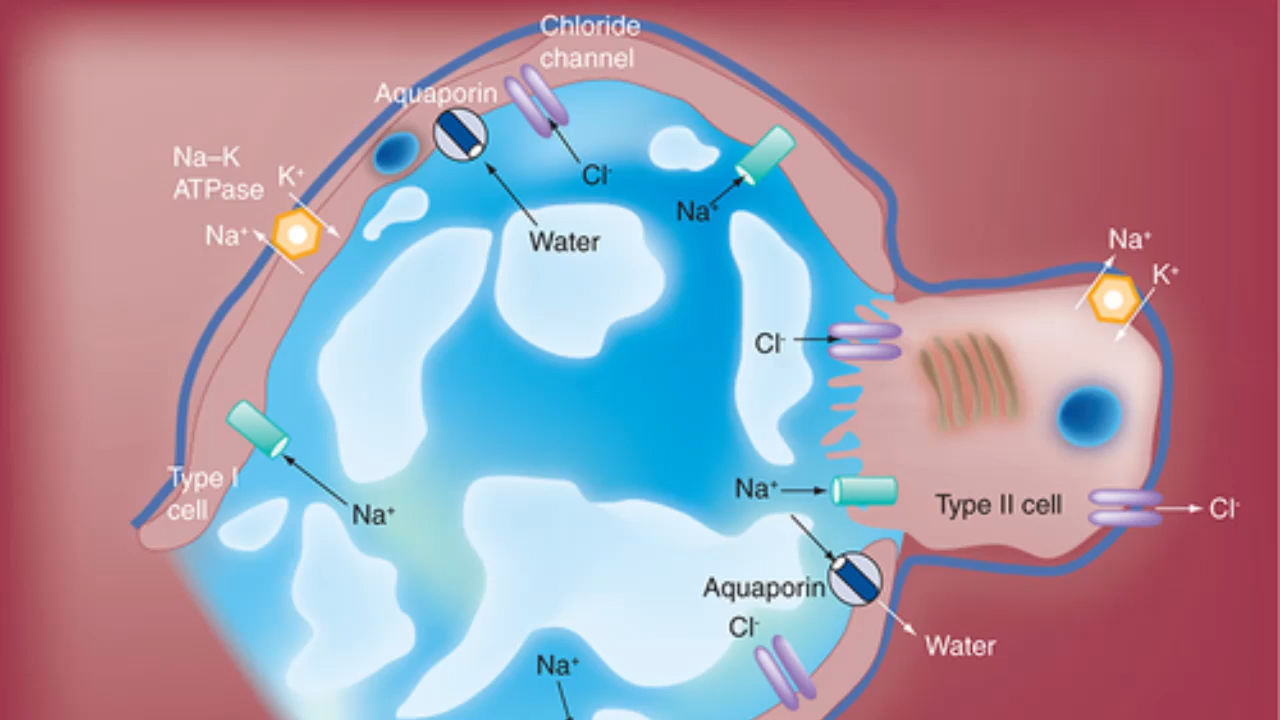 Chloride
channel
Aquaporin
Na–K
ATPase
K⁺
Na⁺
Cl⁻
Na⁺
Water
Na⁺
K⁺
Cl⁻
Type I
cell
Na⁺
Na⁺
Type II cell
Cl⁻
Aquaporin
Cl⁻
Water
Na⁺